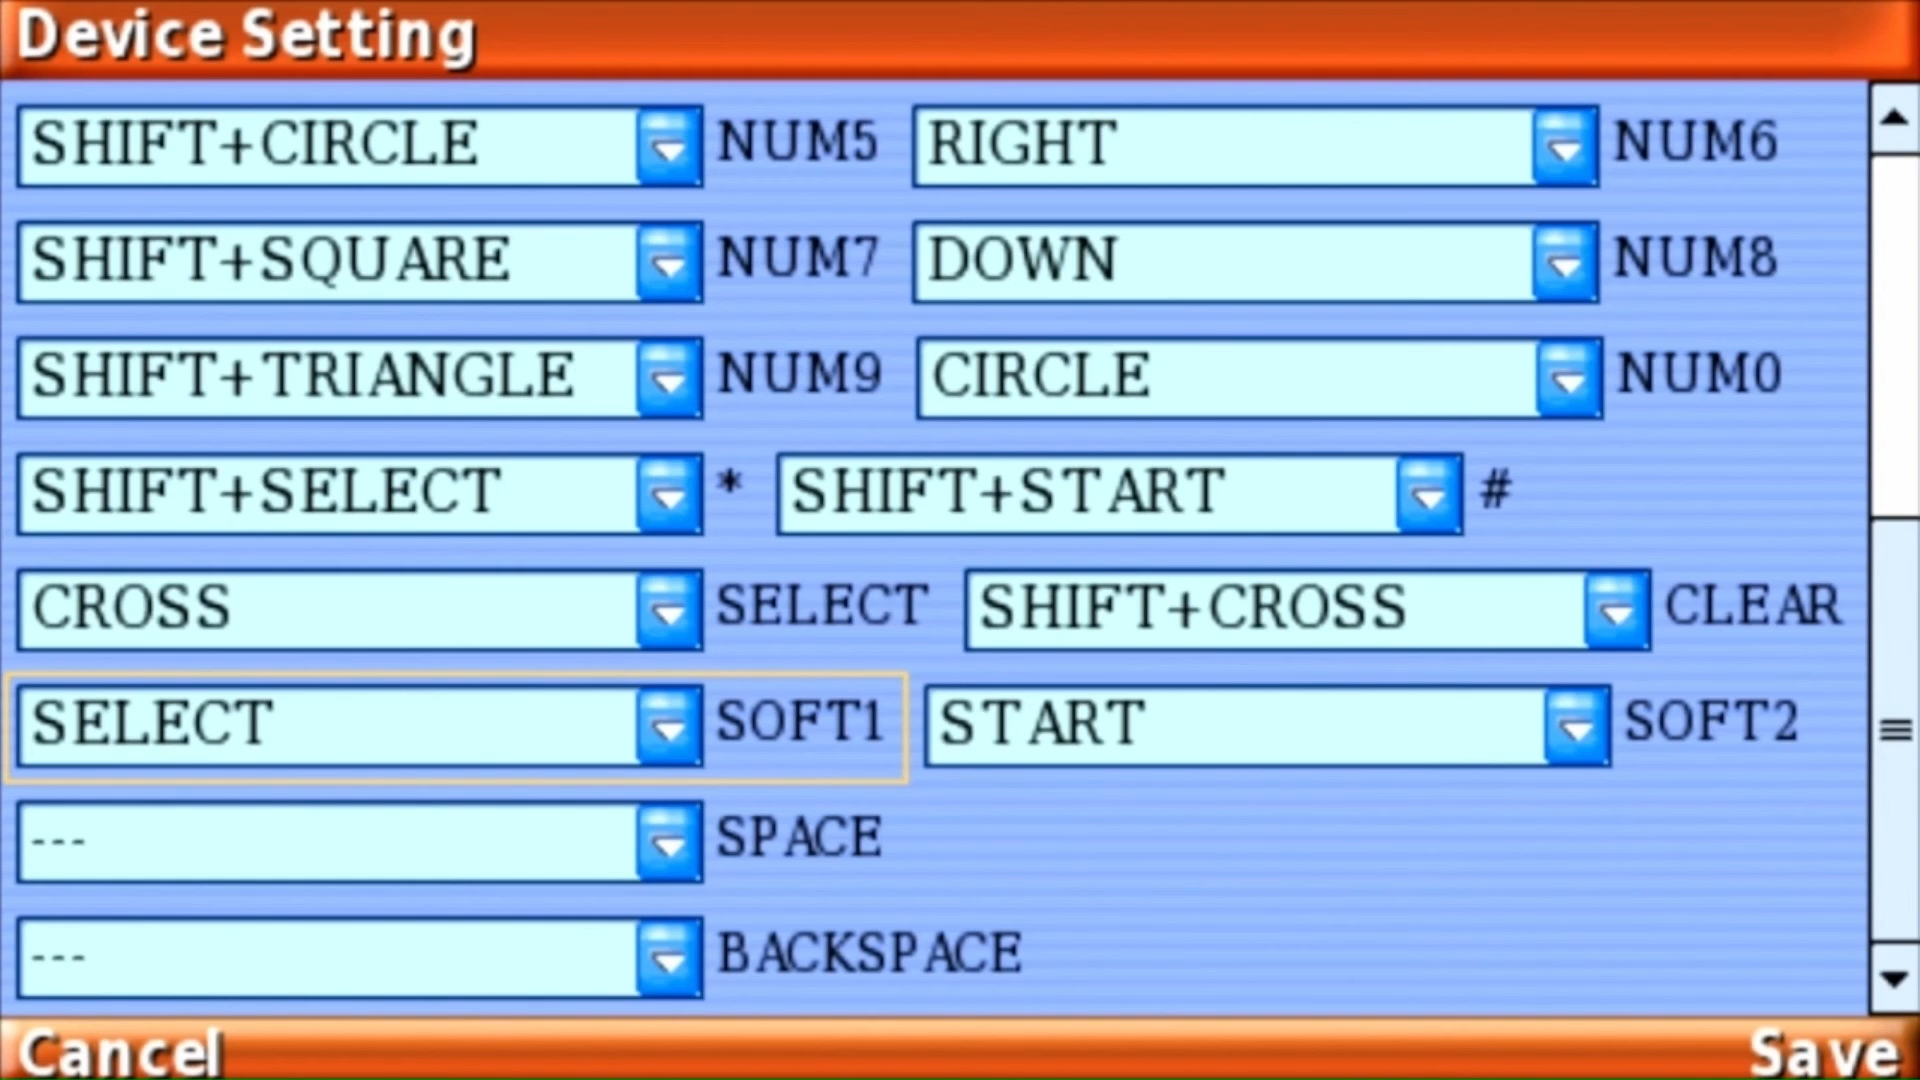 Device Setting
SHIFT+CIRCLE NUM5 RIGHT NUM6
SHIFT+SQUARE NUM7 DOWN NUM8
SHIFT+TRIANGLE NUM9 CIRCLE NUM0
SHIFT+SELECT * SHIFT+START #
CROSS SELECT SHIFT+CROSS CLEAR
SELECT SOFT1 START SOFT2
--- SPACE
--- BACKSPACE
Cancel Save